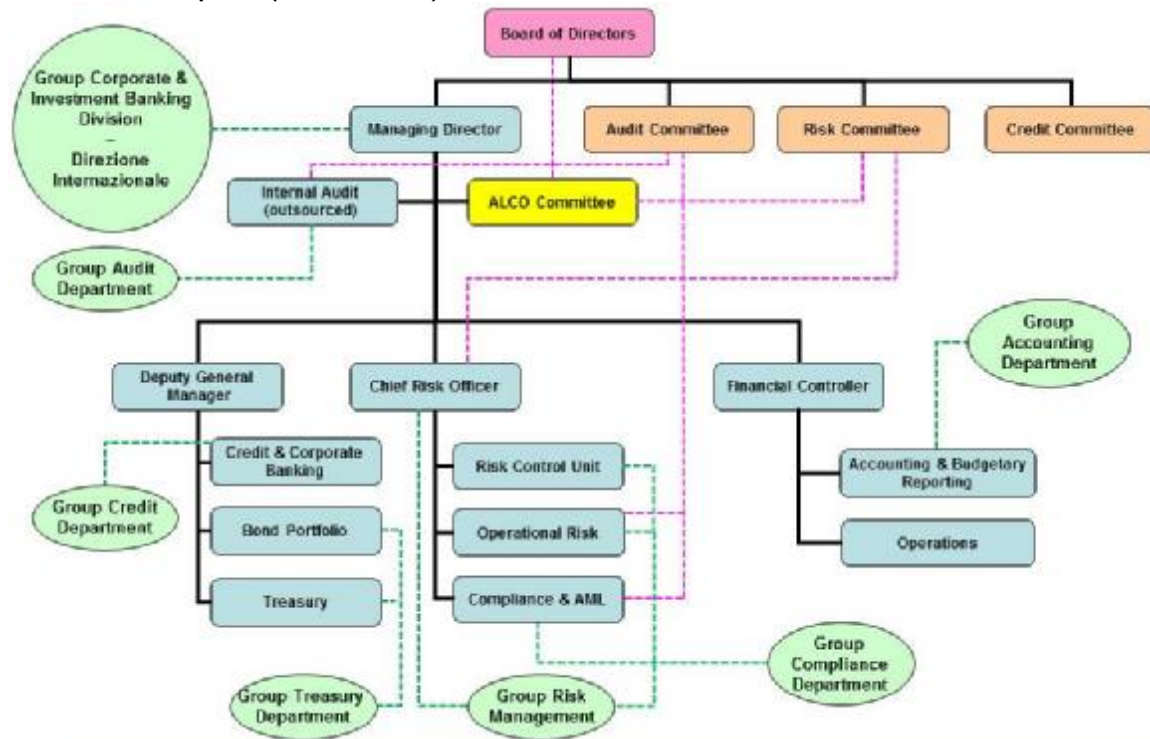 Board of Directors
Group Corporate &
Investment Banking
Division
–
Direzione
Internazionale
Managing Director
Audit Committee
Risk Committee
Credit Committee
Internal Audit
(outsourced)
ALCO Committee
Group Audit
Department
Group
Accounting
Department
Deputy General
Manager
Chief Risk Officer
Financial Controller
Credit & Corporate
Banking
Risk Control Unit
Accounting & Budgetary
Reporting
Group Credit
Department
Bond Portfolio
Operational Risk
Operations
Treasury
Compliance & AML
Group
Compliance
Department
Group Treasury
Department
Group Risk
Management